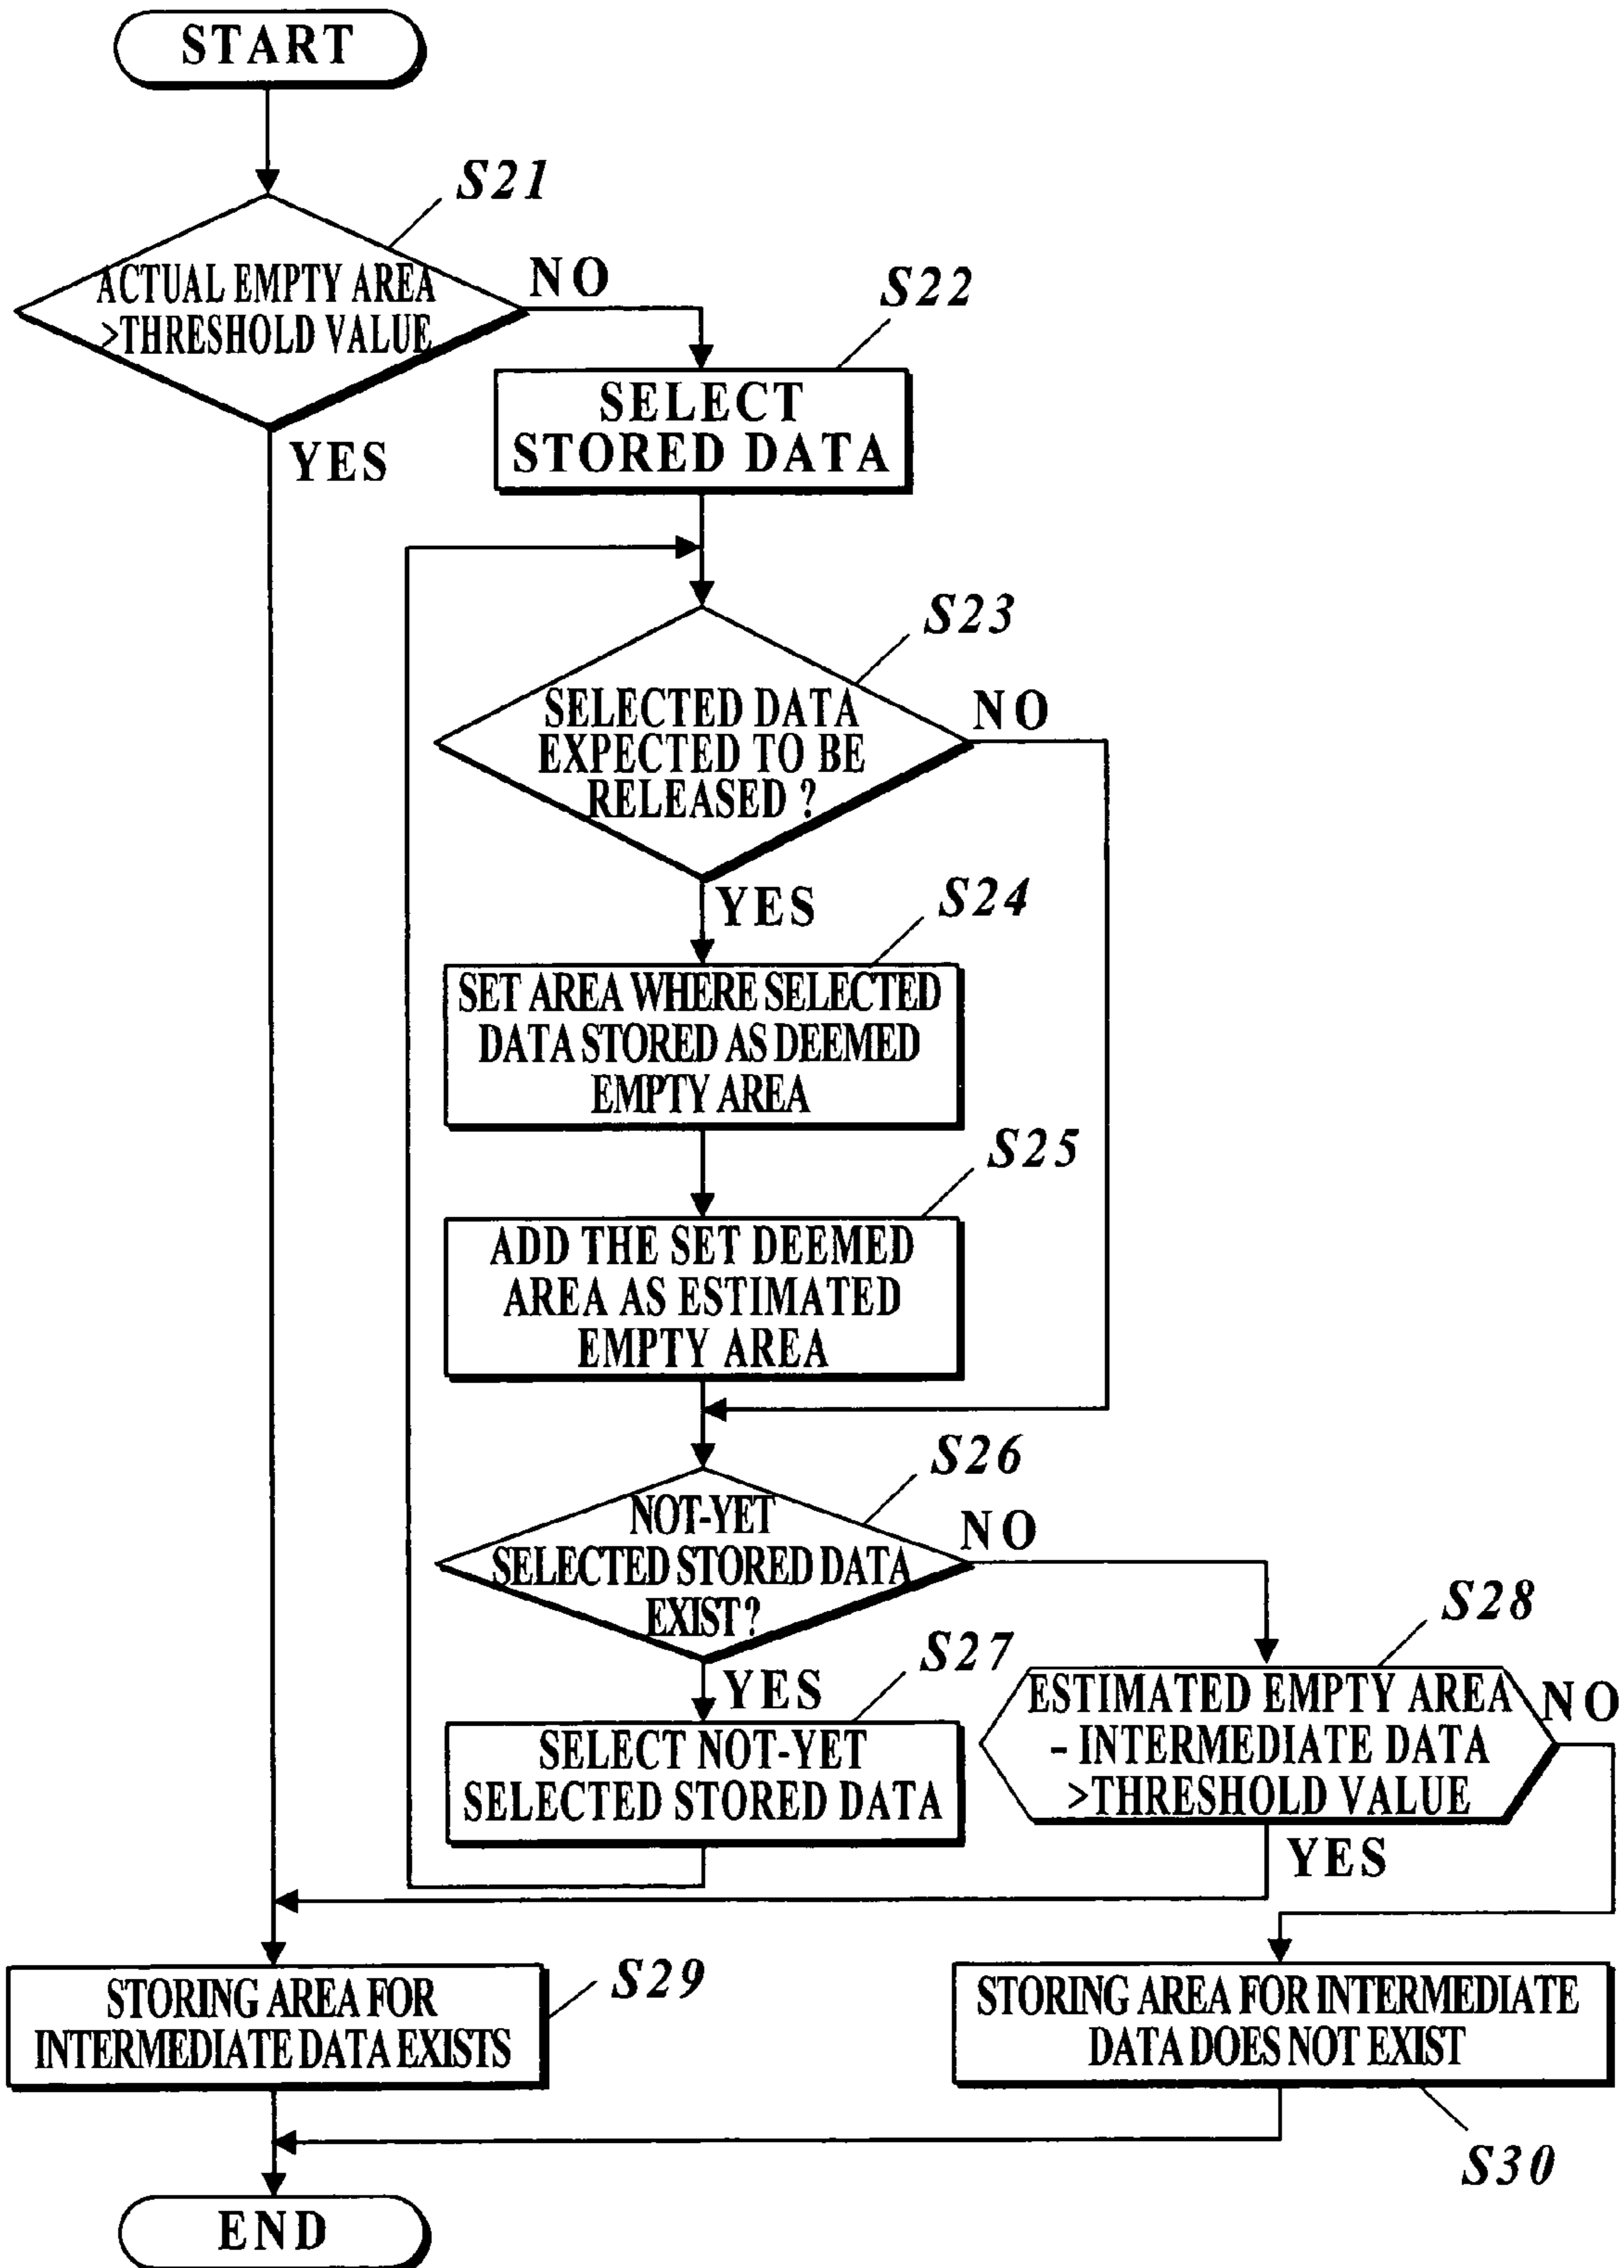 START
S21
ACTUAL EMPTY AREA
>THRESHOLD VALUE
NO
YES
S22
SELECT
STORED DATA
S23
SELECTED DATA
EXPECTED TO BE
RELEASED ?
NO
YES
S24
SET AREA WHERE SELECTED
DATA STORED AS DEEMED
EMPTY AREA
S25
ADD THE SET DEEMED
AREA AS ESTIMATED
EMPTY AREA
S26
NOT-YET
SELECTED STORED DATA
EXIST?
NO
YES
S27
SELECT NOT-YET
SELECTED STORED DATA
S28
ESTIMATED EMPTY AREA
- INTERMEDIATE DATA
>THRESHOLD VALUE
NO
YES
STORING AREA FOR
INTERMEDIATE DATA EXISTS
S29
STORING AREA FOR INTERMEDIATE
DATA DOES NOT EXIST
S30
END